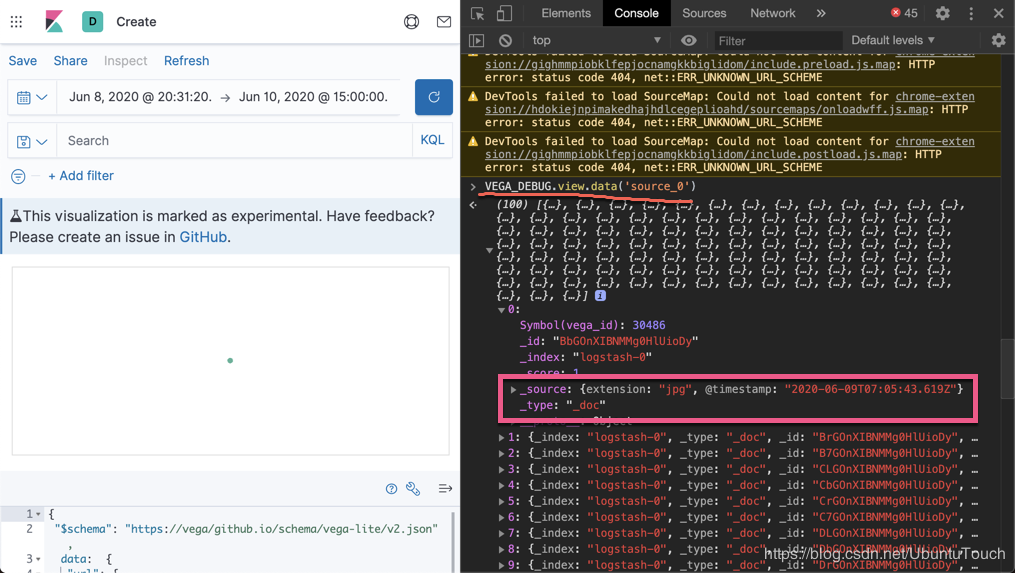 D Create
Save Share Inspect Refresh
Jun 8, 2020 @ 20:31:20. → Jun 10, 2020 @ 15:00:00.
Search KQL
+ Add filter
This visualization is marked as experimental. Have feedback?
Please create an issue in GitHub.
1 {
2 "$schema": "https://vega/github.io/schema/vega-lite/v2.json"
,
3 data: {
Elements Console Sources Network » 45
top Filter Default levels
sion://gighmmpiobklfepjocnamgkkbiglidom/include.preload.js.map: HTTP
error: status code 404, net::ERR_UNKNOWN_URL_SCHEME
DevTools failed to load SourceMap: Could not load content for chrome-exten
sion://hdokiejnpimakedhajhdlcegeplioahd/sourcemaps/onloadwff.js.map: HTTP
error: status code 404, net::ERR_UNKNOWN_URL_SCHEME
DevTools failed to load SourceMap: Could not load content for chrome-exten
sion://gighmmpiobklfepjocnamgkkbiglidom/include.postload.js.map: HTTP
error: status code 404, net::ERR_UNKNOWN_URL_SCHEME
VEGA_DEBUG.view.data('source_0')
(100) [{…}, {…}, {…}, {…}, {…}, {…}, {…}, {…}, {…}, {…}, {…}, {…}, {…},
{…}, {…}, {…}, {…}, {…}, {…}, {…}, {…}, {…}, {…}, {…}, {…}, {…}, {…},
{…}, {…}, {…}, {…}, {…}, {…}, {…}, {…}, {…}, {…}, {…}, {…}, {…}, {…},
{…}, {…}, {…}, {…}, {…}, {…}, {…}, {…}, {…}, {…}, {…}, {…}, {…}, {…},
{…}, {…}, {…}, {…}, {…}, {…}, {…}, {…}, {…}, {…}, {…}, {…}, {…}, {…},
{…}, {…}, {…}, {…}, {…}, {…}, {…}, {…}, {…}, {…}, {…}, {…}, {…}, {…},
{…}, {…}, {…}, {…}, {…}, {…}, {…}, {…}, {…}, {…}, {…}, {…}, {…}, {…},
{…}, {…}, {…}]
0:
Symbol(vega_id): 30486
_id: "BbGOnXIBNMMg0HlUioDy"
_index: "logstash-0"
_score: 1
_source: {extension: "jpg", @timestamp: "2020-06-09T07:05:43.619Z"}
_type: "_doc"
__proto__: Object
1: {_index: "logstash-0", _type: "_doc", _id: "BrGOnXIBNMMg0HlUioDy", …
2: {_index: "logstash-0", _type: "_doc", _id: "B7GOnXIBNMMg0HlUioDy", …
3: {_index: "logstash-0", _type: "_doc", _id: "CLGOnXIBNMMg0HlUioDy", …
4: {_index: "logstash-0", _type: "_doc", _id: "CbGOnXIBNMMg0HlUioDy", …
5: {_index: "logstash-0", _type: "_doc", _id: "CrGOnXIBNMMg0HlUioDy", …
6: {_index: "logstash-0", _type: "_doc", _id: "C7GOnXIBNMMg0HlUioDy", …
7: {_index: "logstash-0", _type: "_doc", _id: "DLGOnXIBNMMg0HlUioDy", …
8: {_index: "logstash-0", _type: "_doc", _id: "DbGOnXIBNMMg0HlUioDy", …
9: {_index: "logstash-0", _type: "_doc", _id: "DrGOnXIBNMMg0HlUioDy", …
https://blog.csdn.net/UbuntuTouch